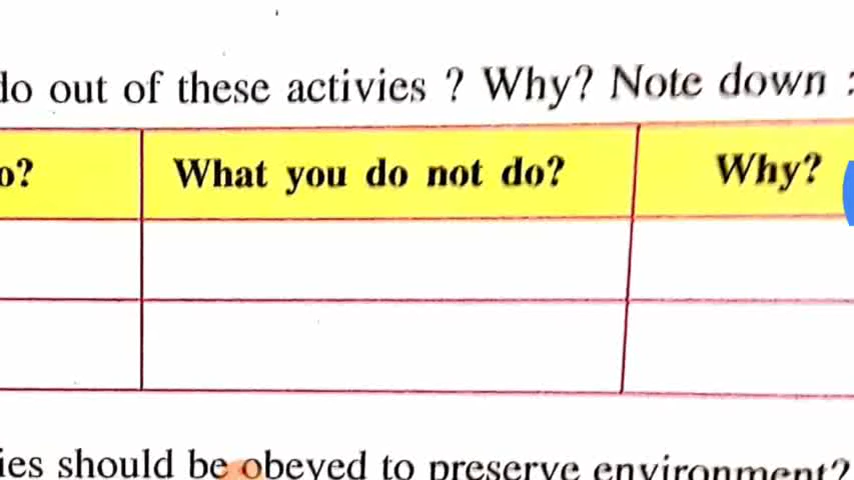 do out of these activies ? Why? Note down :
o? What you do not do? Why?
ies should be obeyed to preserve environment?